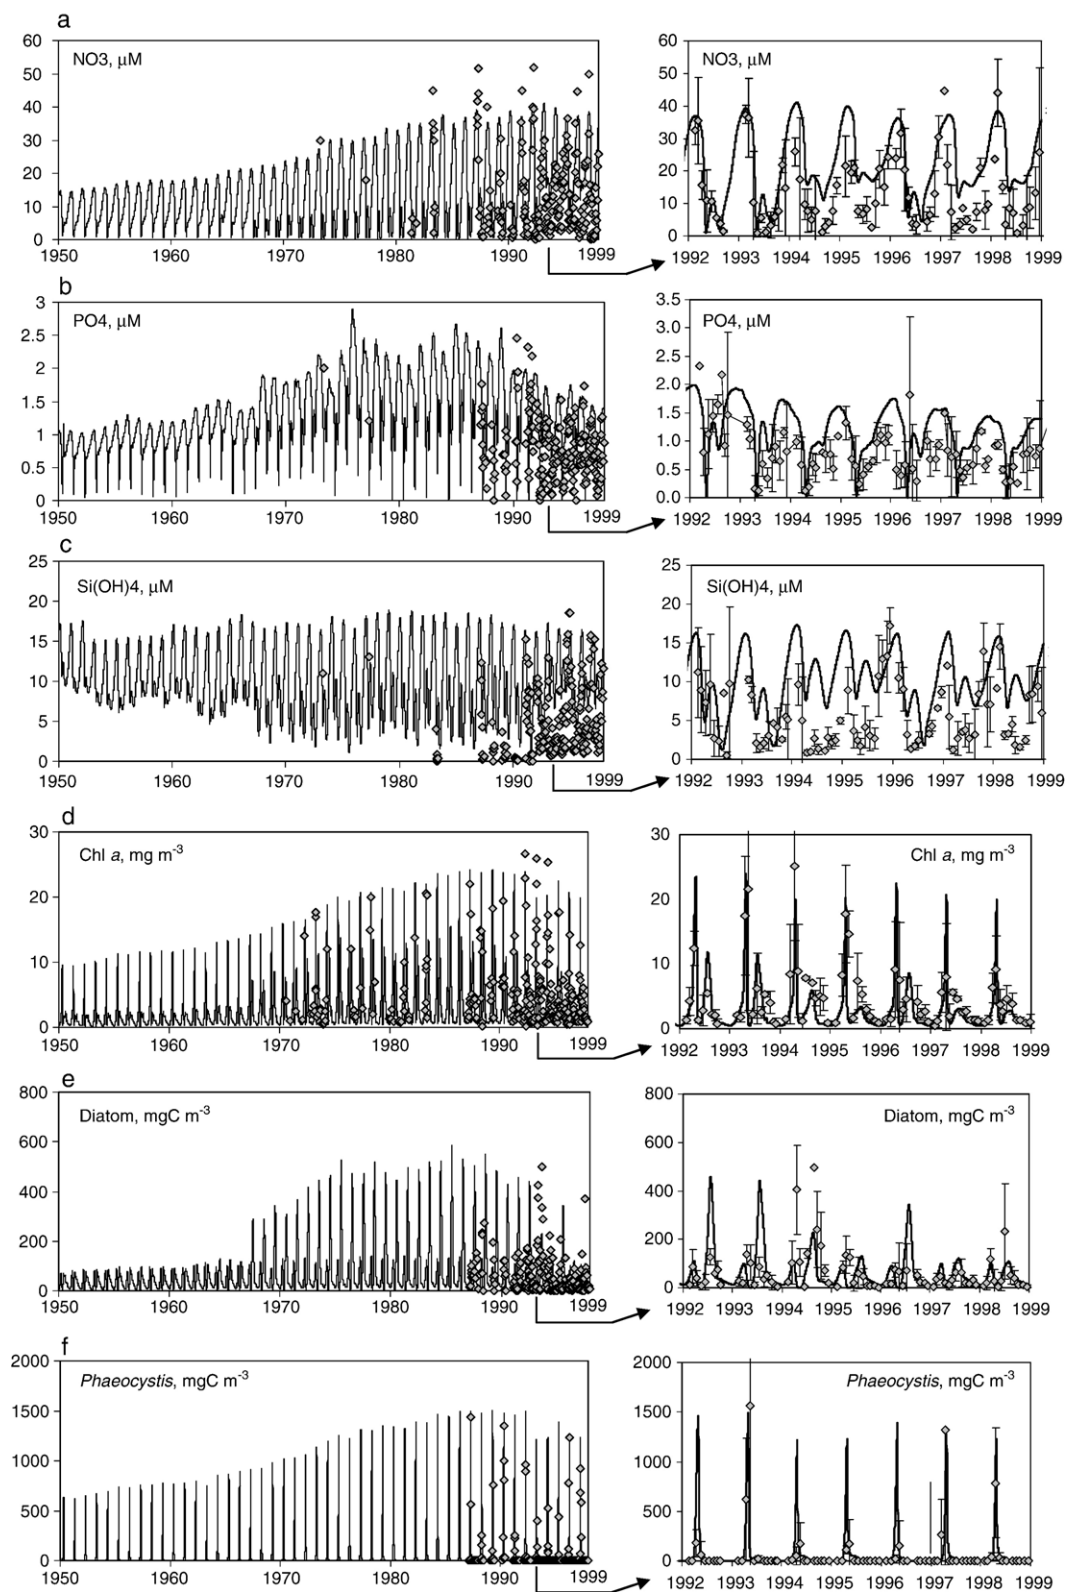 a
60
50
40
30
20
10
0
NO3, μM
1950 1960 1970 1980 1990 1999
60
50
40
30
20
10
0
NO3, μM
1992 1993 1994 1995 1996 1997 1998 1999
b
3
2.5
2
1.5
1
0.5
0
PO4, μM
1950 1960 1970 1980 1990 1999
3.5
3.0
2.5
2.0
1.5
1.0
0.5
0.0
PO4, μM
1992 1993 1994 1995 1996 1997 1998 1999
c
25
20
15
10
5
0
Si(OH)4, μM
1950 1960 1970 1980 1990 1999
25
20
15
10
5
0
Si(OH)4, μM
1992 1993 1994 1995 1996 1997 1998 1999
d
30
20
10
0
Chl a, mg m⁻³
1950 1960 1970 1980 1990 1999
30
20
10
0
Chl a, mg m⁻³
1992 1993 1994 1995 1996 1997 1998 1999
e
800
600
400
200
0
Diatom, mgC m⁻³
1950 1960 1970 1980 1990 1999
800
600
400
200
0
Diatom, mgC m⁻³
1992 1993 1994 1995 1996 1997 1998 1999
f
2000
1500
1000
500
0
Phaeocystis, mgC m⁻³
1950 1960 1970 1980 1990 1999
2000
1500
1000
500
0
Phaeocystis, mgC m⁻³
1992 1993 1994 1995 1996 1997 1998 1999